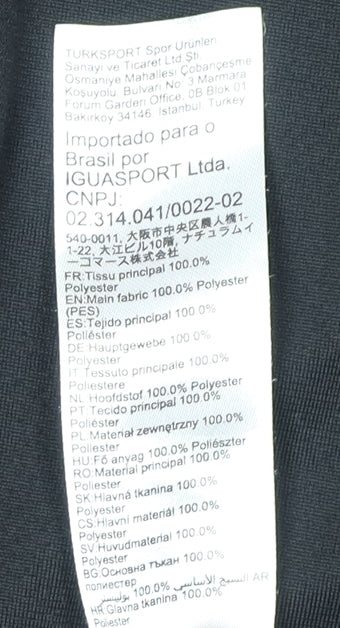 TURKSPORT Spor Ürünleri
Sanayi ve Ticaret Ltd Şti.
Osmaniye Mahallesi Çobançeşme
Koşuyolu. Bulvarı No: 3 Marmara
Forum Garden Office, 0B Blok 01
Bakırköy 34146. İstanbul. Turkey
Importado para o
Brasil por
IGUASPORT Ltda.
CNPJ:
02.314.041/0022-02
540-0011, 大阪市中央区農人橋1-
1-22, 大江ビル10階, ナチュラムイ
ーコマース株式会社
FR:Tissu principal 100.0%
Polyester
EN:Main fabric 100.0% Polyester
(PES)
ES:Tejido principal 100.0%
Poliéster
DE:Hauptgewebe 100.0%
Polyester
IT:Tessuto principale 100.0%
Poliestere
NL:Hoofdstof 100.0% Polyester
PT:Tecido principal 100.0%
Poliéster
PL:Materiał zewnętrzny 100.0%
Poliester
HU:Fő anyag 100.0% Poliészter
RO:Material principal 100.0%
Poliester
SK:Hlavná tkanina 100.0%
Polyester
CS:Hlavní materiál 100.0%
Polyester
SV:Huvudmaterial 100.0%
Polyester
BG:Основна тъкан 100.0%
полиестер
AR النسيج الأساسي 100.0% بوليستر
HR:Glavna tkanina 100.0%
Poliester